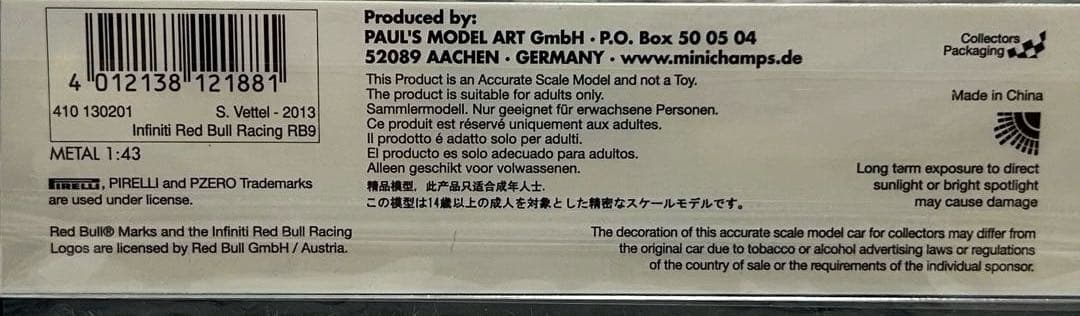 4 012138 121881
410 130201 S. Vettel - 2013
Infiniti Red Bull Racing RB9
METAL 1:43
PIRELLI, PIRELLI and PZERO Trademarks
are used under license.
Red Bull® Marks and the Infiniti Red Bull Racing
Logos are licensed by Red Bull GmbH / Austria.
Produced by:
PAUL'S MODEL ART GmbH · P.O. Box 50 05 04
52089 AACHEN · GERMANY · www.minichamps.de
This Product is an Accurate Scale Model and not a Toy.
The product is suitable for adults only.
Sammlermodell. Nur geeignet für erwachsene Personen.
Ce produit est réservé uniquement aux adultes.
Il prodotto é adatto solo per adulti.
El producto es solo adecuado para adultos.
Alleen geschikt voor volwassenen.
精品模型，此产品只适合成年人士.
この模型は14歳以上の成人を対象とした精密なスケールモデルです。
Collectors
Packaging
Made in China
Long tarm exposure to direct
sunlight or bright spotlight
may cause damage
The decoration of this accurate scale model car for collectors may differ from
the original car due to tobacco or alcohol advertising laws or regulations
of the country of sale or the requirements of the individual sponsor.